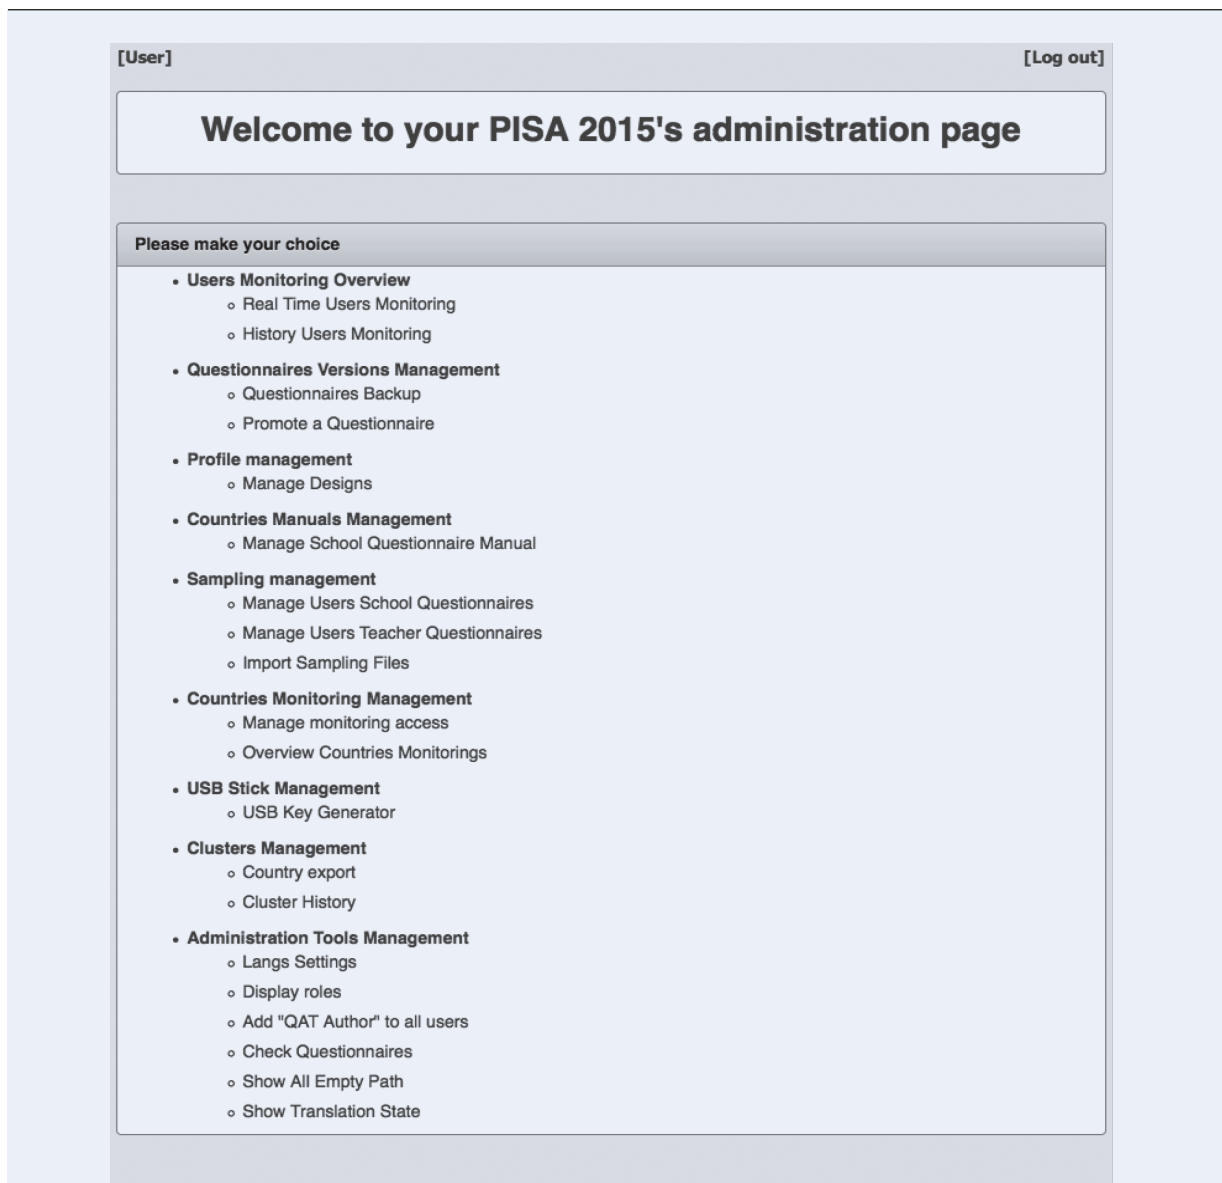 [User] [Log out]
Welcome to your PISA 2015's administration page
Please make your choice
Users Monitoring Overview
Real Time Users Monitoring
History Users Monitoring
Questionnaires Versions Management
Questionnaires Backup
Promote a Questionnaire
Profile management
Manage Designs
Countries Manuals Management
Manage School Questionnaire Manual
Sampling management
Manage Users School Questionnaires
Manage Users Teacher Questionnaires
Import Sampling Files
Countries Monitoring Management
Manage monitoring access
Overview Countries Monitorings
USB Stick Management
USB Key Generator
Clusters Management
Country export
Cluster History
Administration Tools Management
Langs Settings
Display roles
Add "QAT Author" to all users
Check Questionnaires
Show All Empty Path
Show Translation State